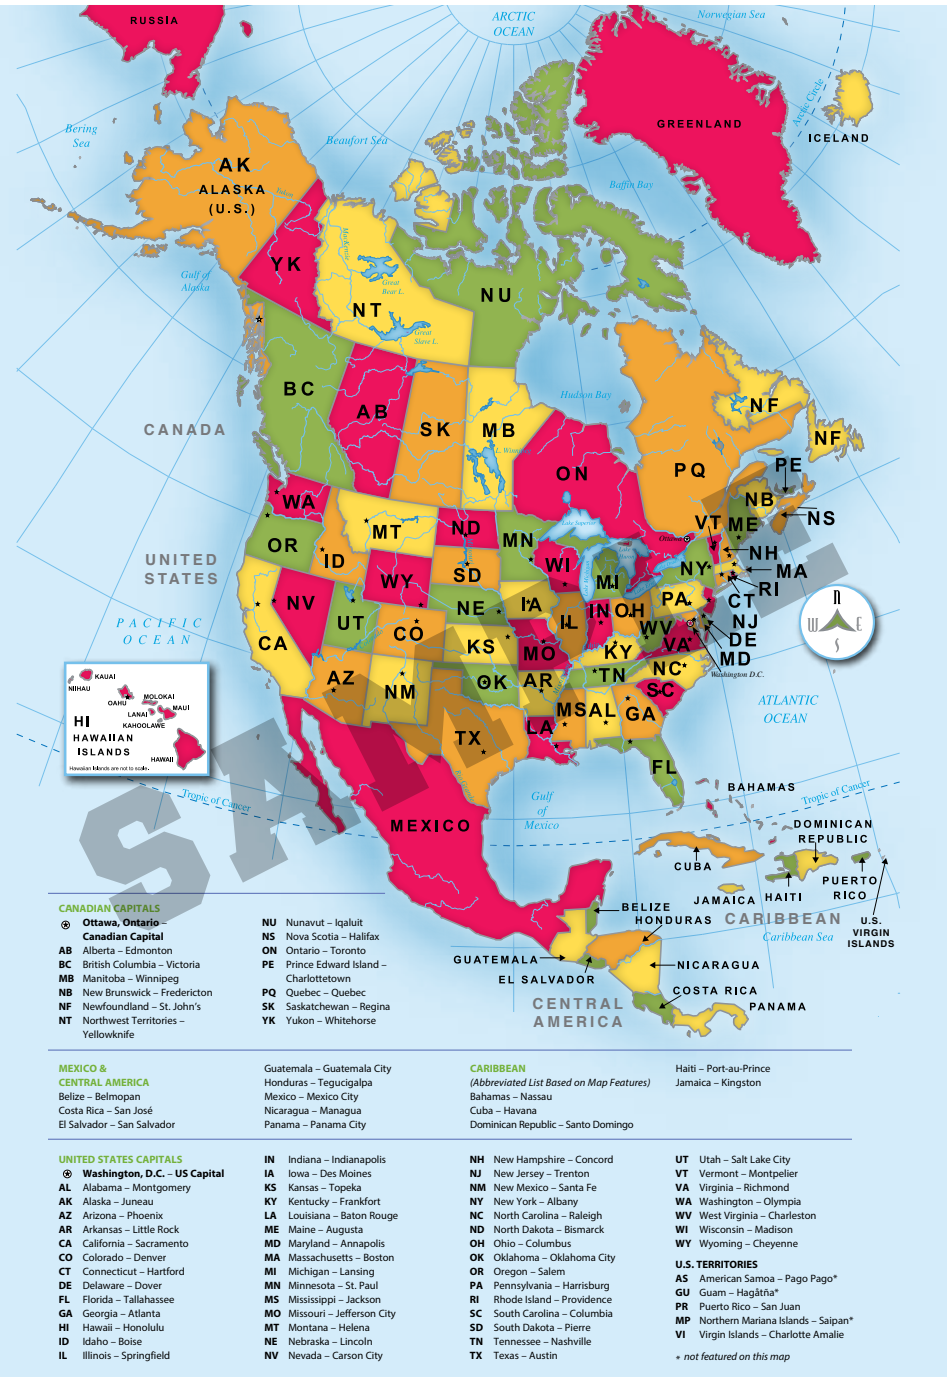 RUSSIA
ARCTIC
OCEAN
Norwegian Sea
GREENLAND
Arctic Circle
ICELAND
Bering
Sea
Beaufort Sea
AK
ALASKA
(U.S.)
Yukon
Baffin Bay
Gulf of
Alaska
YK
MacKenzie
Great
Bear L.
NT
NU
Great
Slave L.
BC
AB
SK
MB
L. Winnipeg
Hudson Bay
ON
PQ
NF
NF
CANADA
PE
NB
NS
WA
MT
ND
MN
Lake Superior
Ottawa
VT
ME
NH
MA
RI
CT
NJ
DE
MD
Washington D.C.
UNITED
STATES
OR
ID
WY
SD
WI
MI
NY
NV
UT
CO
NE
IA
IL
IN
OH
PA
WV
VA
CA
KS
MO
KY
NC
AZ
NM
OK
AR
TN
SC
TX
LA
MS
AL
GA
FL
PACIFIC
OCEAN
ATLANTIC
OCEAN
N
W
E
S
KAUAI
NIIHAU
OAHU
MOLOKAI
LANAI
MAUI
KAHOOLAWE
HI
HAWAIIAN
ISLANDS
HAWAII
Hawaiian Islands are not to scale.
Tropic of Cancer
Tropic of Cancer
SAMPLE
MEXICO
Gulf
of
Mexico
BAHAMAS
DOMINICAN
REPUBLIC
CUBA
JAMAICA
HAITI
PUERTO
RICO
U.S.
VIRGIN
ISLANDS
CARIBBEAN
Caribbean Sea
BELIZE
HONDURAS
GUATEMALA
EL SALVADOR
NICARAGUA
COSTA RICA
PANAMA
CENTRAL
AMERICA
CANADIAN CAPITALS
Ottawa, Ontario –
Canadian Capital
AB Alberta – Edmonton
BC British Columbia – Victoria
MB Manitoba – Winnipeg
NB New Brunswick – Fredericton
NF Newfoundland – St. John's
NT Northwest Territories –
Yellowknife
NU Nunavut – Iqaluit
NS Nova Scotia – Halifax
ON Ontario – Toronto
PE Prince Edward Island –
Charlottetown
PQ Quebec – Quebec
SK Saskatchewan – Regina
YK Yukon – Whitehorse
MEXICO &
CENTRAL AMERICA
Belize – Belmopan
Costa Rica – San José
El Salvador – San Salvador
Guatemala – Guatemala City
Honduras – Tegucigalpa
Mexico – Mexico City
Nicaragua – Managua
Panama – Panama City
CARIBBEAN
(Abbreviated List Based on Map Features)
Bahamas – Nassau
Cuba – Havana
Dominican Republic – Santo Domingo
Haiti – Port-au-Prince
Jamaica – Kingston
UNITED STATES CAPITALS
Washington, D.C. – US Capital
AL Alabama – Montgomery
AK Alaska – Juneau
AZ Arizona – Phoenix
AR Arkansas – Little Rock
CA California – Sacramento
CO Colorado – Denver
CT Connecticut – Hartford
DE Delaware – Dover
FL Florida – Tallahassee
GA Georgia – Atlanta
HI Hawaii – Honolulu
ID Idaho – Boise
IL Illinois – Springfield
IN Indiana – Indianapolis
IA Iowa – Des Moines
KS Kansas – Topeka
KY Kentucky – Frankfort
LA Louisiana – Baton Rouge
ME Maine – Augusta
MD Maryland – Annapolis
MA Massachusetts – Boston
MI Michigan – Lansing
MN Minnesota – St. Paul
MS Mississippi – Jackson
MO Missouri – Jefferson City
MT Montana – Helena
NE Nebraska – Lincoln
NV Nevada – Carson City
NH New Hampshire – Concord
NJ New Jersey – Trenton
NM New Mexico – Santa Fe
NY New York – Albany
NC North Carolina – Raleigh
ND North Dakota – Bismarck
OH Ohio – Columbus
OK Oklahoma – Oklahoma City
OR Oregon – Salem
PA Pennsylvania – Harrisburg
RI Rhode Island – Providence
SC South Carolina – Columbia
SD South Dakota – Pierre
TN Tennessee – Nashville
TX Texas – Austin
UT Utah – Salt Lake City
VT Vermont – Montpelier
VA Virginia – Richmond
WA Washington – Olympia
WV West Virginia – Charleston
WI Wisconsin – Madison
WY Wyoming – Cheyenne
U.S. TERRITORIES
AS American Samoa – Pago Pago*
GU Guam – Hagåtña*
PR Puerto Rico – San Juan
MP Northern Mariana Islands – Saipan*
VI Virgin Islands – Charlotte Amalie
* not featured on this map